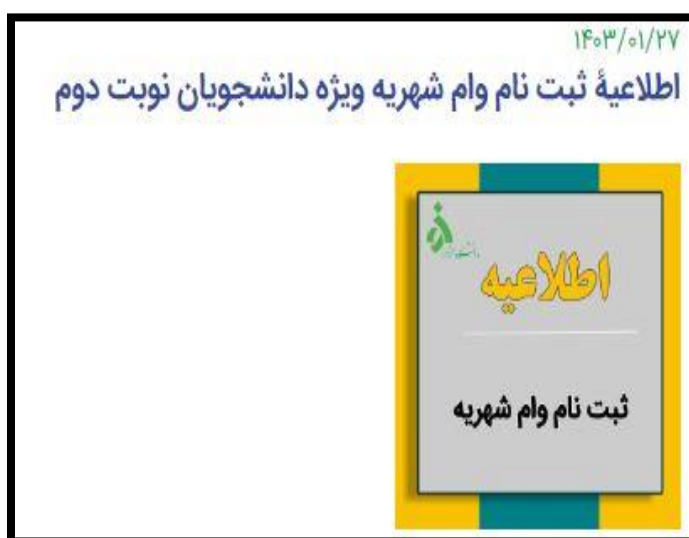 ۱۴۰۳/۰۱/۲۷
اطلاعیهٔ ثبت نام وام شهریه ویژه دانشجویان نوبت دوم
اطلاعیه
ثبت نام وام شهریه